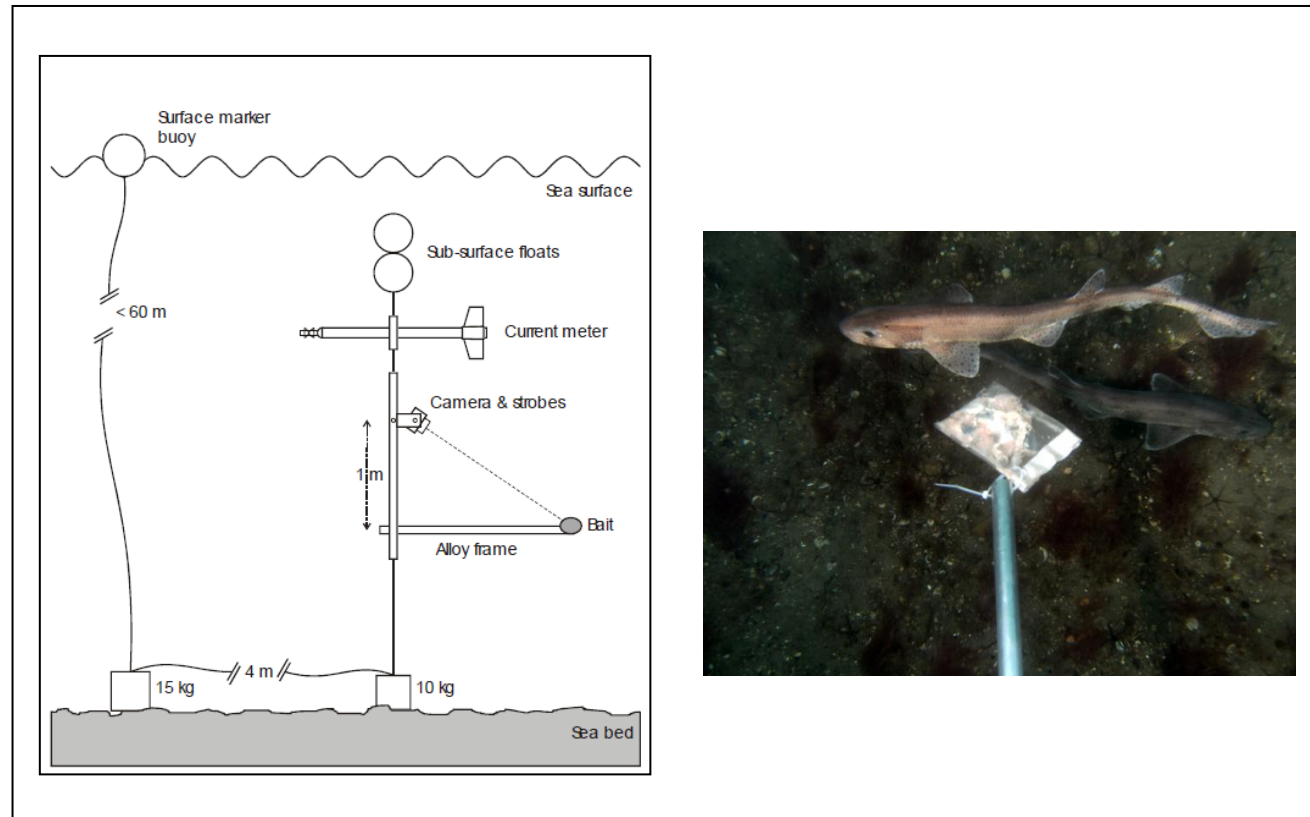 Surface marker
buoy
Sea surface
Sub-surface floats
< 60 m
Current meter
Camera & strobes
1 m
Bait
Alloy frame
4 m
15 kg
10 kg
Sea bed